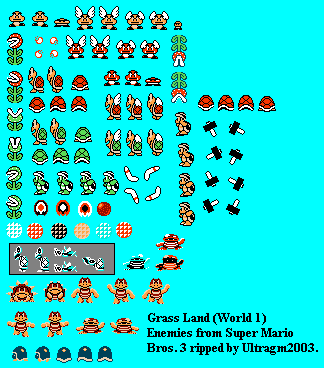 Grass Land (World 1)
Enemies from Super Mario
Bros. 3 ripped by Ultragm2003.